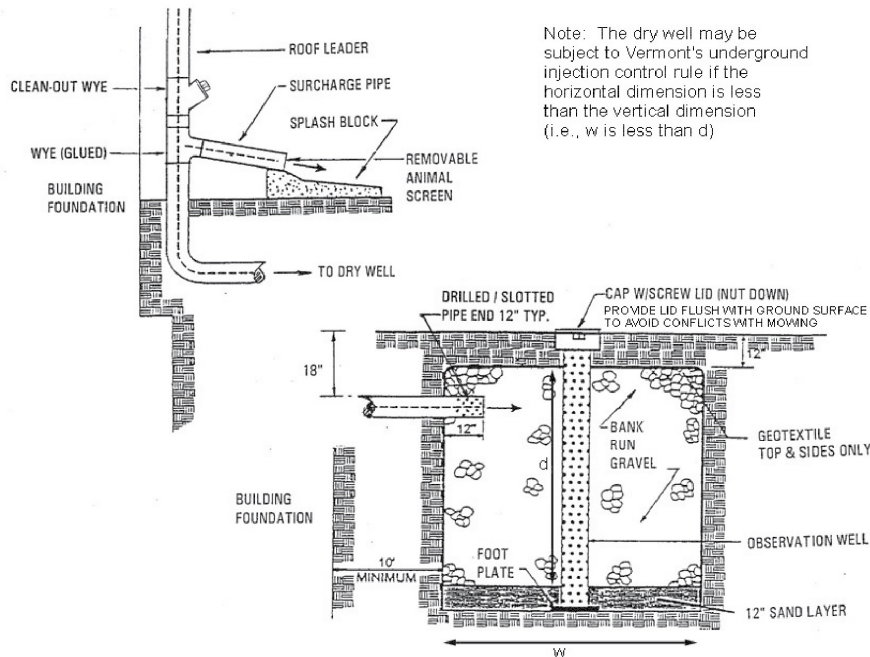 Note: The dry well may be
subject to Vermont's underground
injection control rule if the
horizontal dimension is less
than the vertical dimension
(i.e., w is less than d)
ROOF LEADER
CLEAN-OUT WYE
SURCHARGE PIPE
SPLASH BLOCK
WYE (GLUED)
REMOVABLE
ANIMAL
SCREEN
BUILDING
FOUNDATION
TO DRY WELL
DRILLED / SLOTTED
PIPE END 12" TYP.
CAP W/SCREW LID (NUT DOWN)
PROVIDE LID FLUSH WITH GROUND SURFACE
TO AVOID CONFLICTS WITH MOWING
12"
18"
12"
BANK
RUN
GRAVEL
GEOTEXTILE
TOP & SIDES ONLY
d
BUILDING
FOUNDATION
OBSERVATION WELL
FOOT
PLATE
10'
MINIMUM
12" SAND LAYER
W